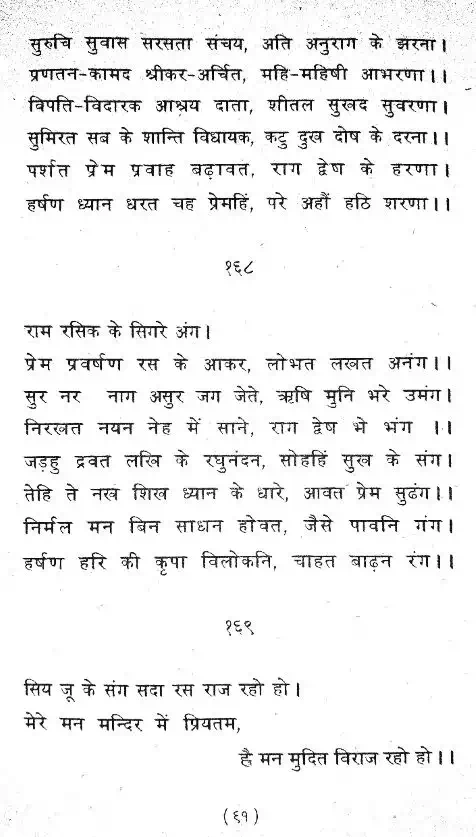 सुरुचि सुवास सरसता संचय, अति अनुराग के झरना।
प्रणतन-कामद श्रीकर-अर्चित, महि-महिषी आभरणा।।
विपति-विदारक आश्रय दाता, शीतल सुखद सुवरणा।
सुमिरत सब के शान्ति विधायक, कटु दुख दोष के दरना।।
पर्शत प्रेम प्रवाह बढ़ावत, राग द्वेष के हरणा।
हर्षण ध्यान धरत चह प्रेमहिं, परे अहौं हठि शरणा।।
१६८
राम रसिक के सिगरे अंग।
प्रेम प्रवर्षण रस के आकर, लोभत लखत अनंग।।
सुर नर नाग असुर जग जेते, ऋषि मुनि भरे उमंग।
निरखत नयन नेह में साने, राग द्वेष भे भंग ।।
जड़हु द्रवत लखि के रघुनंदन, सोहहिं सुख के संग।
तेहि ते नख शिख ध्यान के धारे, आवत प्रेम सुढंग।।
निर्मल मन बिन साधन होवत, जैसे पावनि गंग।
हर्षण हरि की कृपा विलोकनि, चाहत बाढ़न रंग।।
१६९
सिय जू के संग सदा रस राज रहो हो।
मेरे मन मन्दिर में प्रियतम,
ह्वै मन मुदित विराज रहो हो।।
(६१)